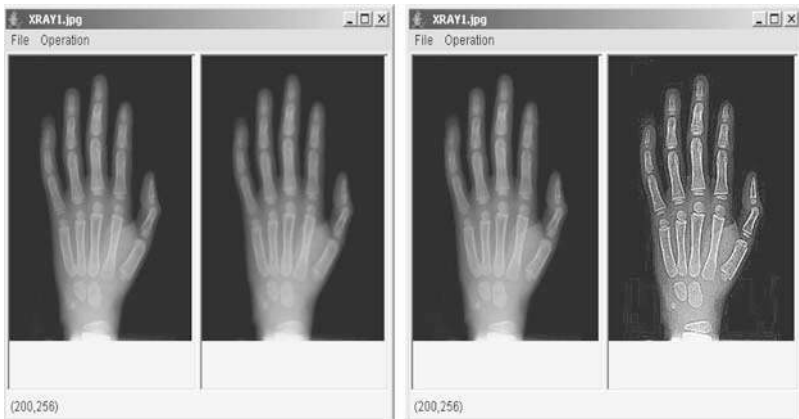 XRAY1.jpg
File Operation
(200,256)
XRAY1.jpg
File Operation
(200,256)